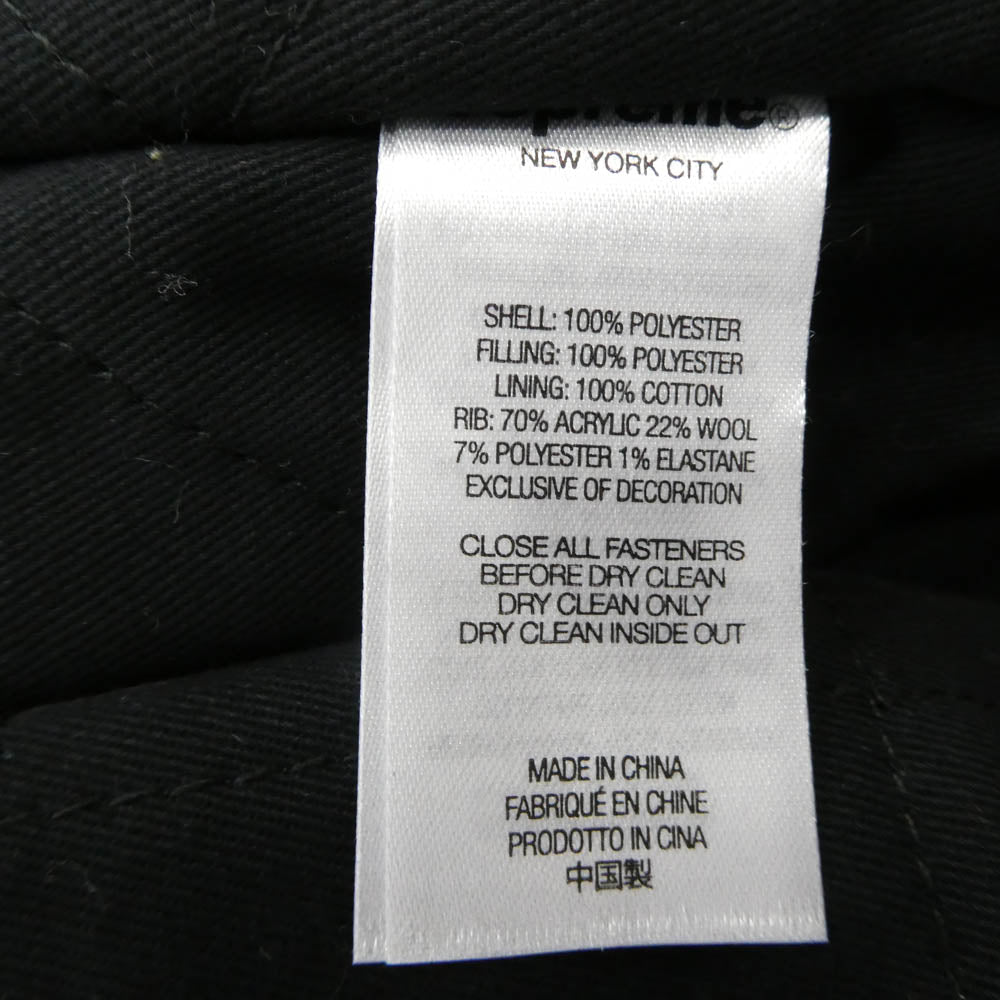 Supreme®
NEW YORK CITY
SHELL: 100% POLYESTER
FILLING: 100% POLYESTER
LINING: 100% COTTON
RIB: 70% ACRYLIC 22% WOOL
7% POLYESTER 1% ELASTANE
EXCLUSIVE OF DECORATION
CLOSE ALL FASTENERS
BEFORE DRY CLEAN
DRY CLEAN ONLY
DRY CLEAN INSIDE OUT
MADE IN CHINA
FABRIQUÉ EN CHINE
PRODOTTO IN CINA
中国製